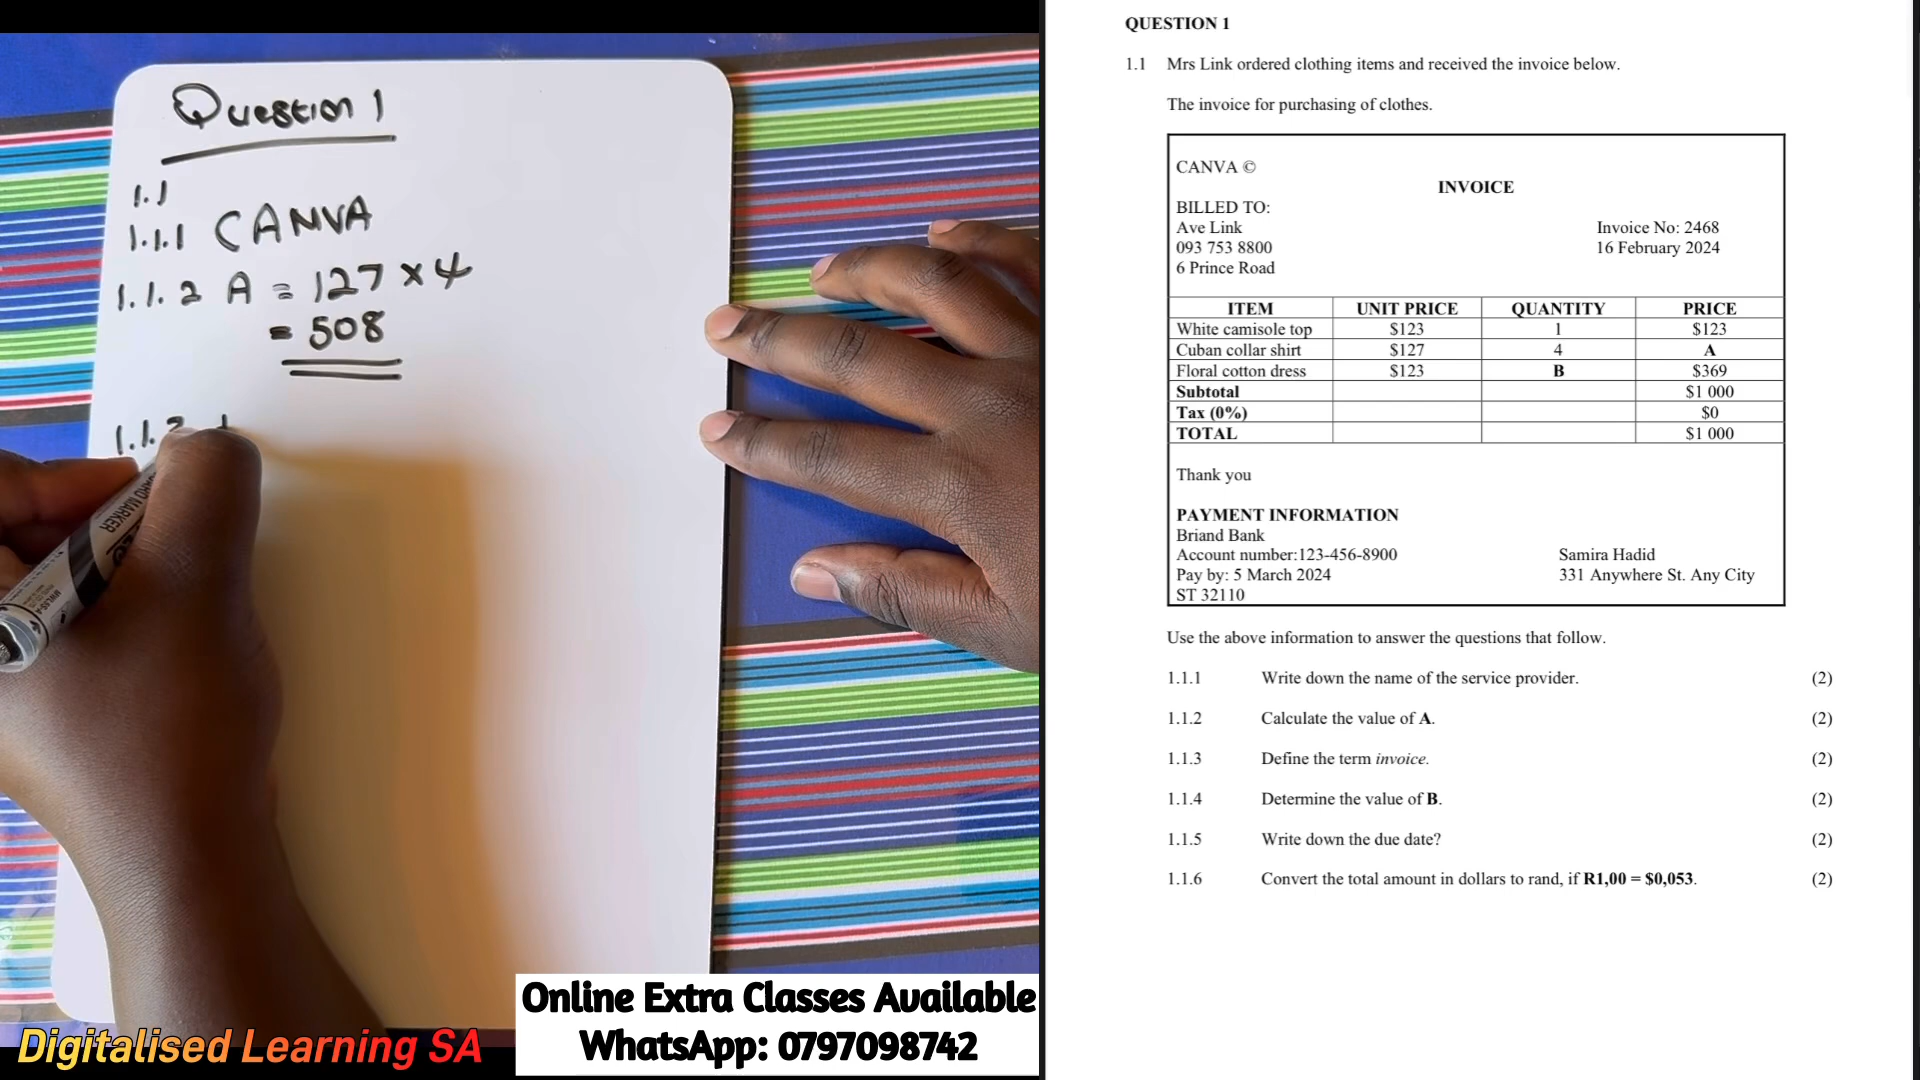 Question 1
1.1
1.1.1 CANVA
1.1.2 A = 127 × 4
= 508
1.1.
Online Extra Classes Available
WhatsApp: 0797098742
Digitalised Learning SA
QUESTION 1
1.1 Mrs Link ordered clothing items and received the invoice below.
The invoice for purchasing of clothes.
CANVA ©
INVOICE
BILLED TO:
Ave Link Invoice No: 2468
093 753 8800 16 February 2024
6 Prince Road
ITEM UNIT PRICE QUANTITY PRICE
White camisole top $123 1 $123
Cuban collar shirt $127 4 A
Floral cotton dress $123 B $369
Subtotal $1 000
Tax (0%) $0
TOTAL $1 000
Thank you
PAYMENT INFORMATION
Briand Bank
Account number:123-456-8900 Samira Hadid
Pay by: 5 March 2024 331 Anywhere St. Any City
ST 32110
Use the above information to answer the questions that follow.
1.1.1 Write down the name of the service provider. (2)
1.1.2 Calculate the value of A. (2)
1.1.3 Define the term invoice. (2)
1.1.4 Determine the value of B. (2)
1.1.5 Write down the due date? (2)
1.1.6 Convert the total amount in dollars to rand, if R1,00 = $0,053. (2)